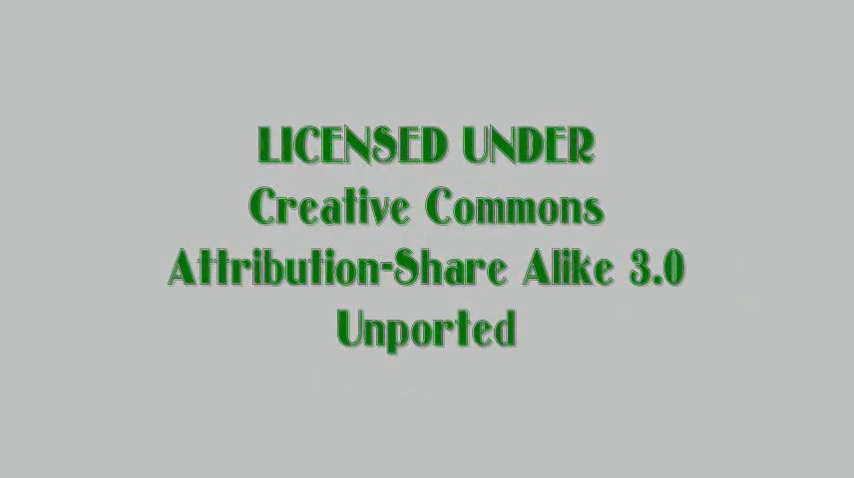 LICENSED UNDER
Creative Commons
Attribution-Share Alike 3.0
Unported